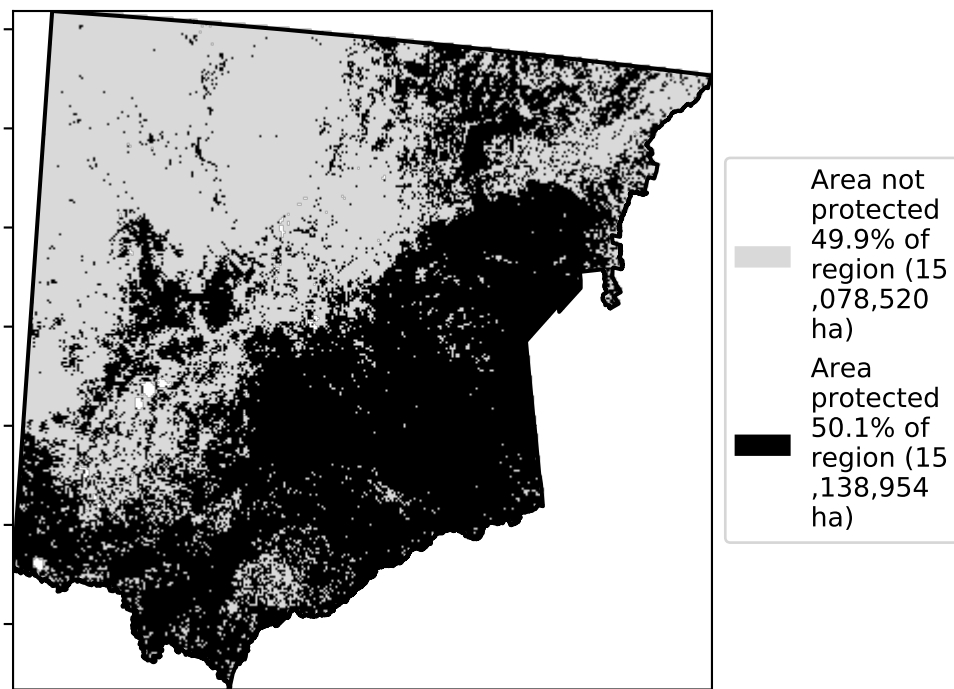 Area not
protected
49.9% of
region (15
,078,520
ha)
Area
protected
50.1% of
region (15
,138,954
ha)